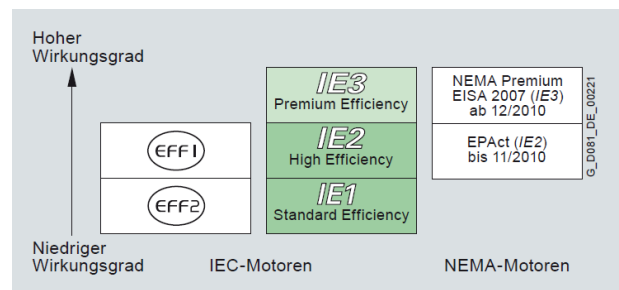 Hoher
Wirkungsgrad
IE3
Premium Efficiency
NEMA Premium
EISA 2007 (IE3)
ab 12/2010
EFF1
IE2
High Efficiency
EPAct (IE2)
bis 11/2010
EFF2
IE1
Standard Efficiency
Niedriger
Wirkungsgrad
IEC-Motoren
NEMA-Motoren
G_D081_DE_00221